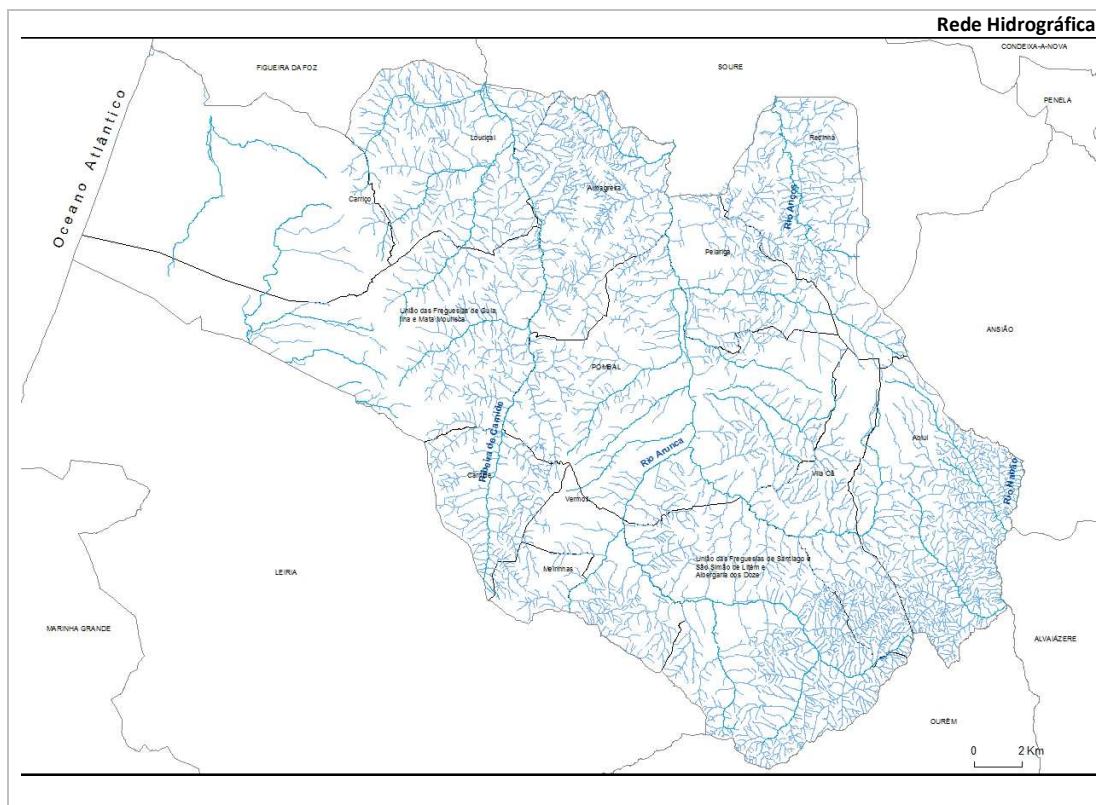 Rede Hidrográfica
CONDEIXA-A-NOVA
FIGUEIRA DA FOZ
SOURE
PENELA
Oceano Atlântico
Louriçal
Redinha
Almagreira
Carriço
Rio Anços
Pelariga
União das Freguesias de Guia,
Ilha e Mata Mourisca
ANSIÃO
POMBAL
Ribeira de Carnide
Abiul
Rio Arunca
Carnide
Vila Cã
Rio Nabão
Vermoil
União das Freguesias de Santiago e
São Simão de Litém e
Albergaria dos Doze
Meirinhas
LEIRIA
MARINHA GRANDE
ALVAIÁZERE
OURÉM
0 2 Km